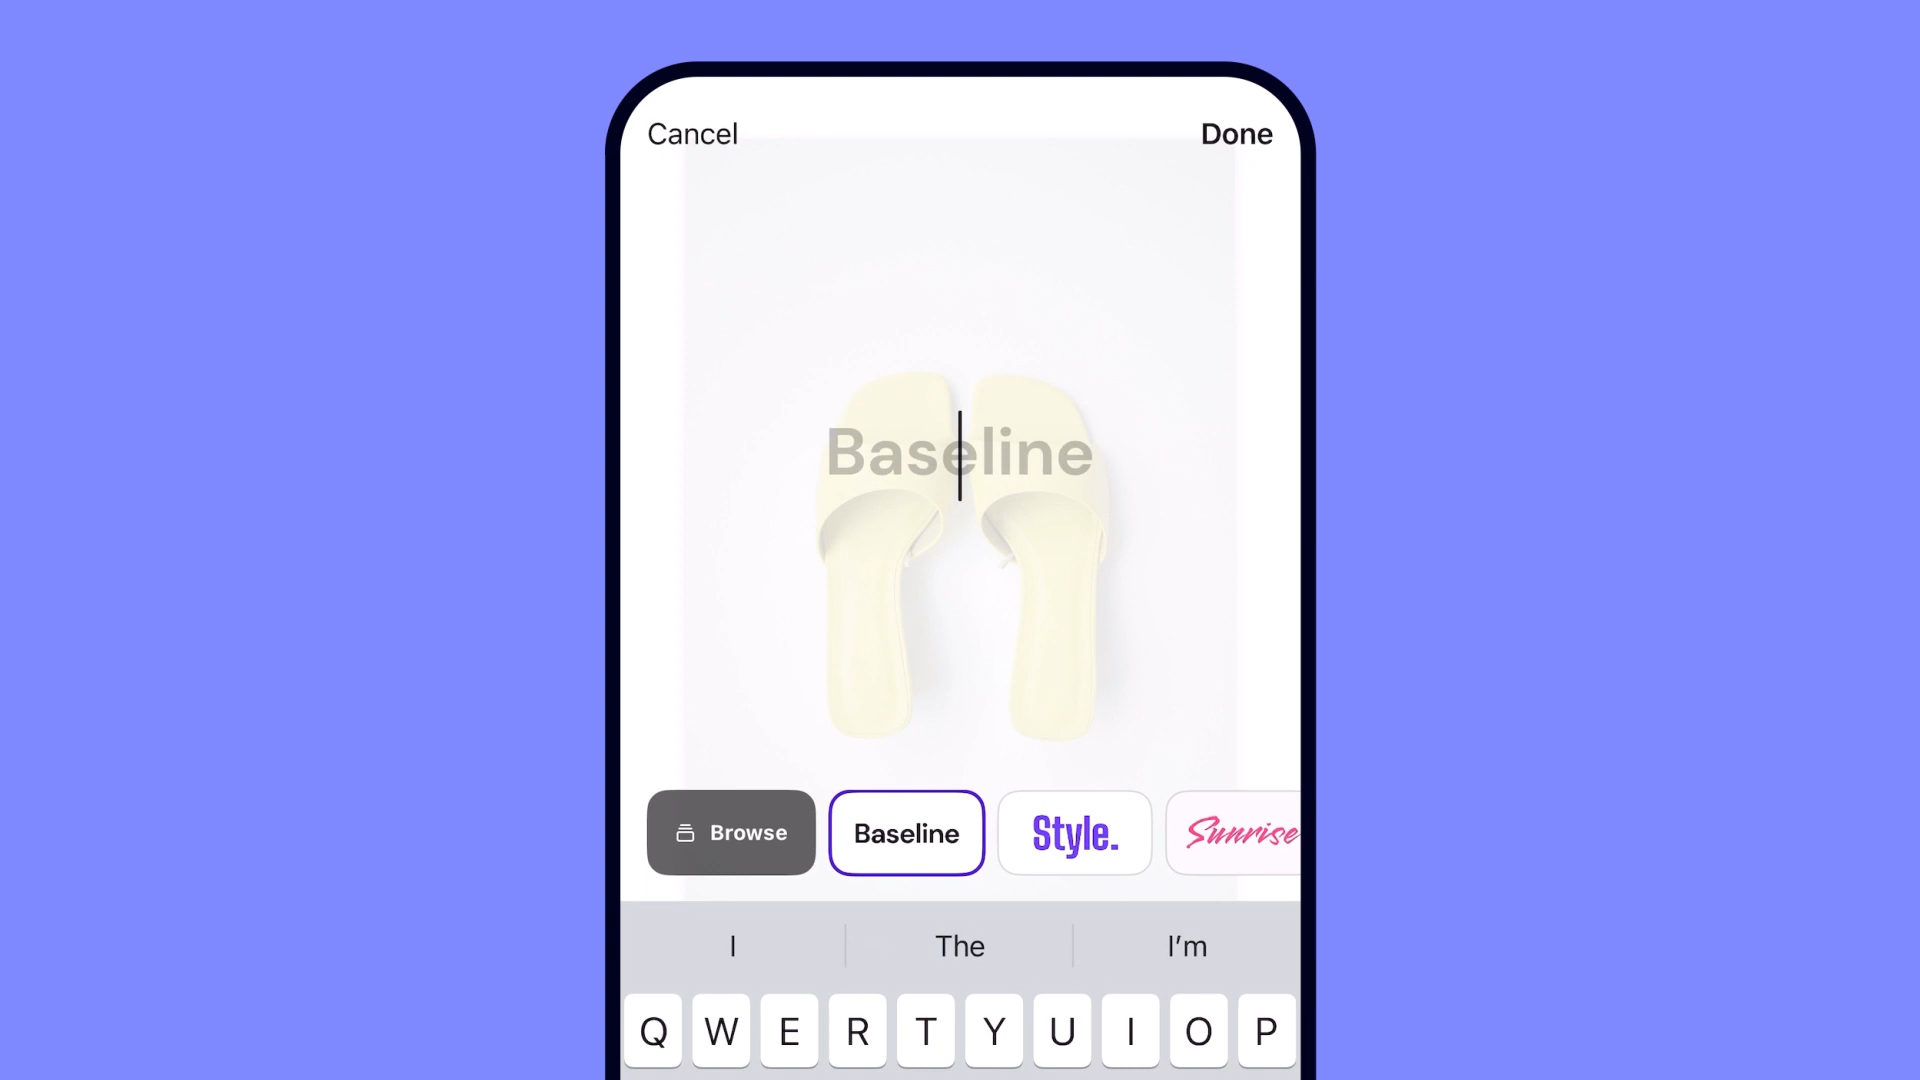 Cancel
Done
Baseline
Browse
Baseline
Style.
Sunrise
I
The
I'm
Q W E R T Y U I O P